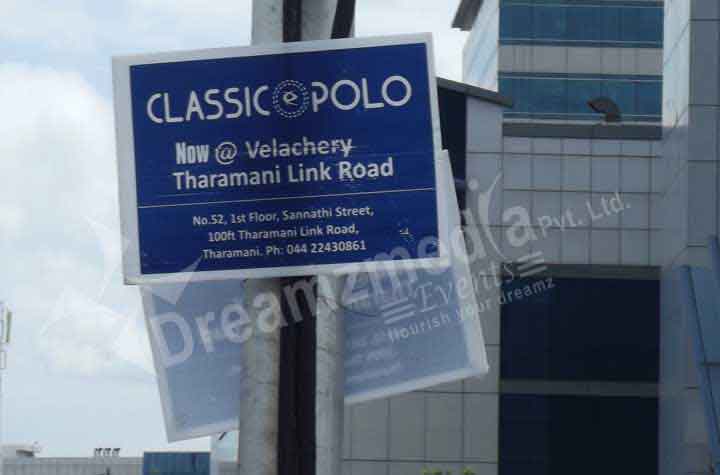 CLASSIC POLO
Now @ Velachery
Tharamani Link Road
No.52, 1st Floor, Sannathi Street,
100ft Tharamani Link Road,
Tharamani. Ph: 044 22430861
Dreamzmedia Pvt. Ltd.
Events
nourish your dreamz